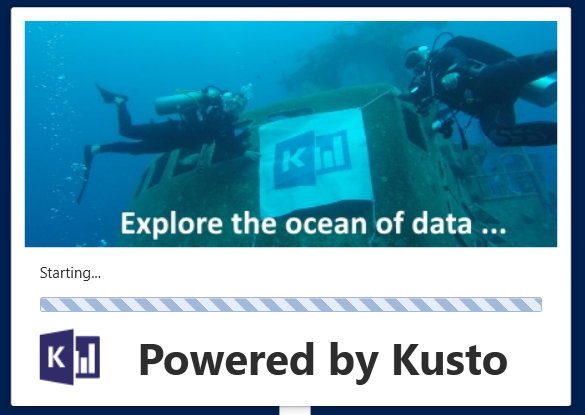 K
Explore the ocean of data ...
Starting...
K
Powered by Kusto